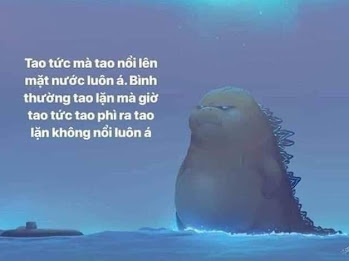 Tao tức mà tao nổi lên
mặt nước luôn á. Bình
thường tao lặn mà giờ
tao tức tao phì ra tao
lặn không nổi luôn á